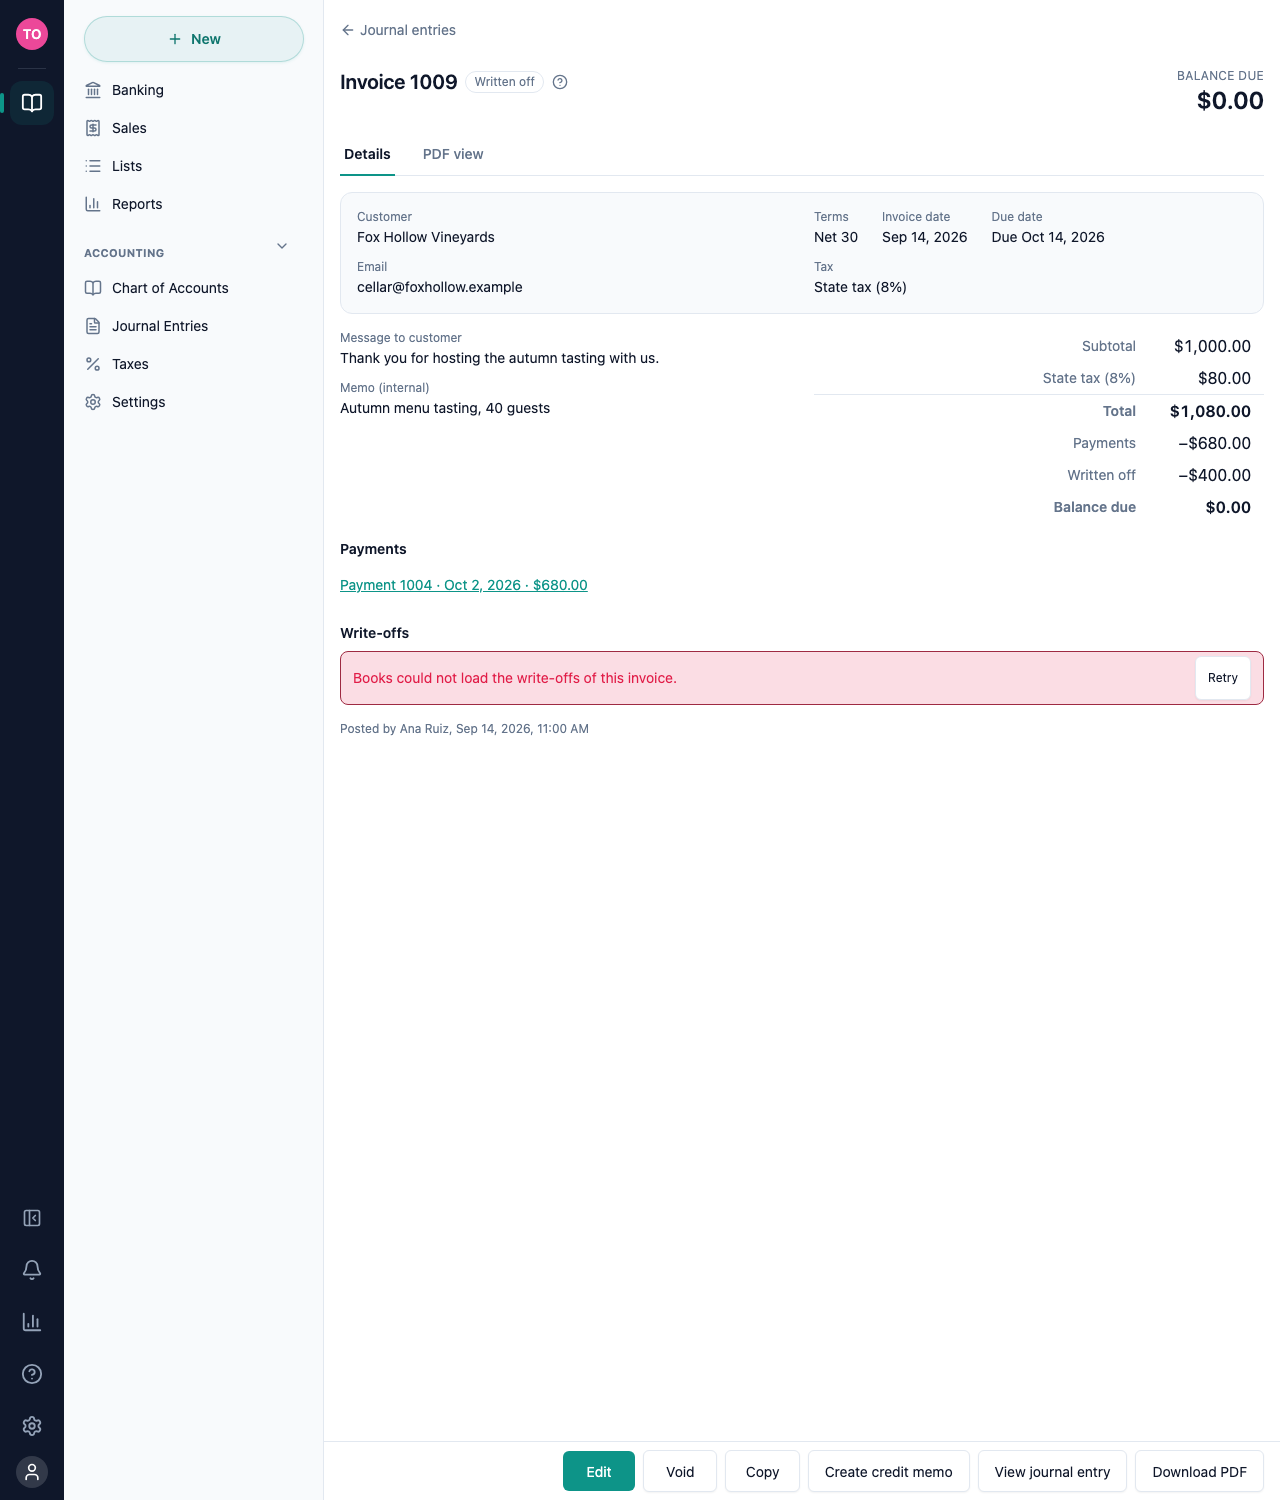 TO
New
Banking
Sales
Lists
Reports
ACCOUNTING
Chart of Accounts
Journal Entries
Taxes
Settings
Journal entries
Invoice 1009
Written off
BALANCE DUE
$0.00
Details
PDF view
Customer
Fox Hollow Vineyards
Terms
Net 30
Invoice date
Sep 14, 2026
Due date
Due Oct 14, 2026
Email
cellar@foxhollow.example
Tax
State tax (8%)
Message to customer
Thank you for hosting the autumn tasting with us.
Memo (internal)
Autumn menu tasting, 40 guests
Subtotal $1,000.00
State tax (8%) $80.00
Total $1,080.00
Payments –$680.00
Written off –$400.00
Balance due $0.00
Payments
Payment 1004 · Oct 2, 2026 · $680.00
Write-offs
Books could not load the write-offs of this invoice.
Retry
Posted by Ana Ruiz, Sep 14, 2026, 11:00 AM
Edit
Void
Copy
Create credit memo
View journal entry
Download PDF